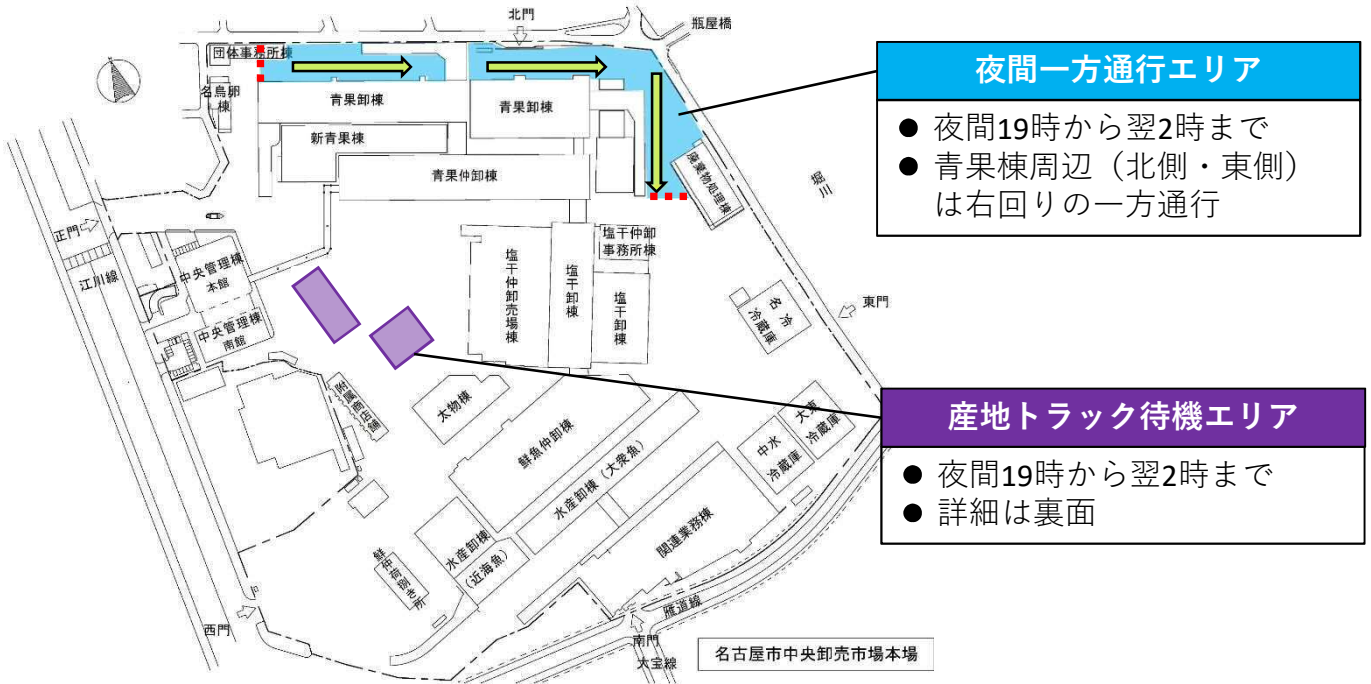 北門
瓶屋橋
団体事務所棟
名鳥卵棟
青果卸棟
青果卸棟
新青果棟
青果仲卸棟
廃棄物処理棟
堀川
正門
江川線
中央管理棟
本館
中央管理棟
南館
塩干仲卸売場棟
塩干卸棟
塩干仲卸
事務所棟
塩干卸棟
名冷
冷蔵庫
東門
附属商店舗
太物棟
鮮魚仲卸棟
水産卸棟(大衆魚)
大東
冷蔵庫
中水
冷蔵庫
関連業務棟
水産卸棟
(近海魚)
鮮仲荷捌き所
西門
雁道線
南門
大宝線
名古屋市中央卸売市場本場
夜間一方通行エリア
● 夜間19時から翌2時まで
● 青果棟周辺(北側・東側)
は右回りの一方通行
産地トラック待機エリア
● 夜間19時から翌2時まで
● 詳細は裏面